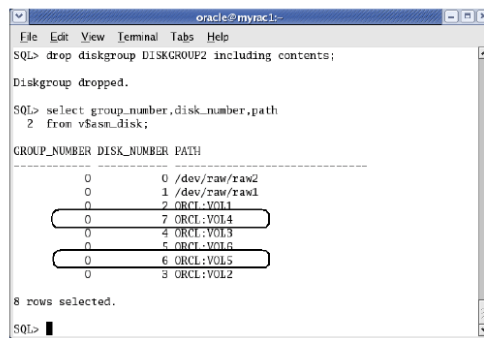 oracle@myrac1:~
File Edit View Terminal Tabs Help
SQL> drop diskgroup DISKGROUP2 including contents;
Diskgroup dropped.
SQL> select group_number,disk_number,path
2 from v$asm_disk;
GROUP_NUMBER DISK_NUMBER PATH
------------ ----------- ------------------------------
0 0 /dev/raw/raw2
0 1 /dev/raw/raw1
0 2 ORCL:VOL1
0 7 ORCL:VOL4
0 4 ORCL:VOL3
0 5 ORCL:VOL6
0 6 ORCL:VOL5
0 3 ORCL:VOL2
8 rows selected.
SQL>